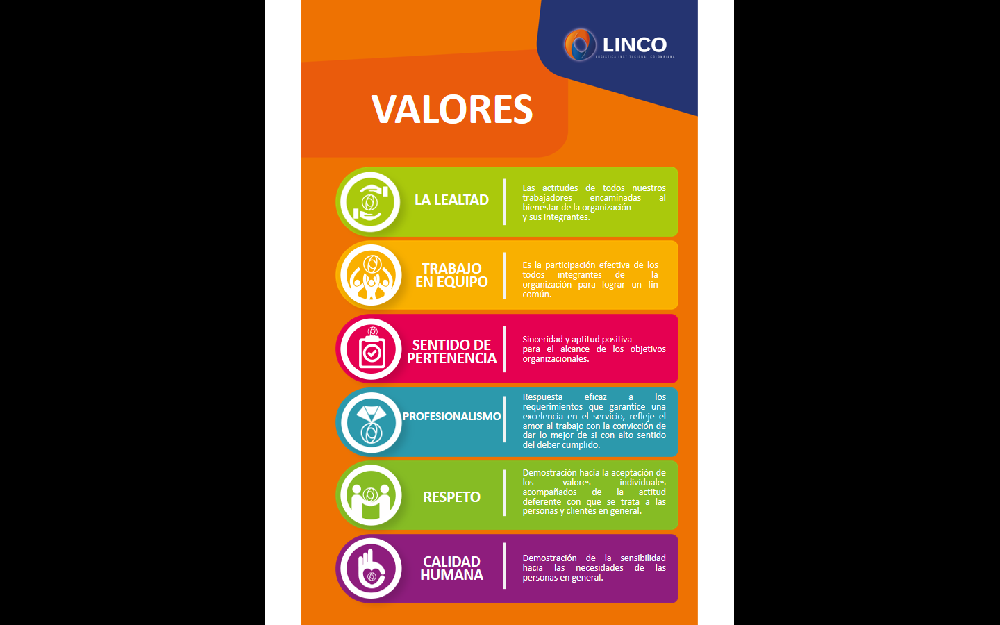 LINCO
LOGÍSTICA INSTITUCIONAL COLOMBIANA
VALORES
LA LEALTAD
Las actitudes de todos nuestros
trabajadores encaminadas al
bienestar de la organización
y sus integrantes.
TRABAJO
EN EQUIPO
Es la participación efectiva de los
todos integrantes de la
organización para lograr un fin
común.
SENTIDO DE
PERTENENCIA
Sinceridad y aptitud positiva
para el alcance de los objetivos
organizacionales.
PROFESIONALISMO
Respuesta eficaz a los
requerimientos que garantice una
excelencia en el servicio, refleje el
amor al trabajo con la convicción de
dar lo mejor de si con alto sentido
del deber cumplido.
RESPETO
Demostración hacia la aceptación de
los valores individuales
acompañados de la actitud
deferente con que se trata a las
personas y clientes en general.
CALIDAD
HUMANA
Demostración de la sensibilidad
hacia las necesidades de las
personas en general.